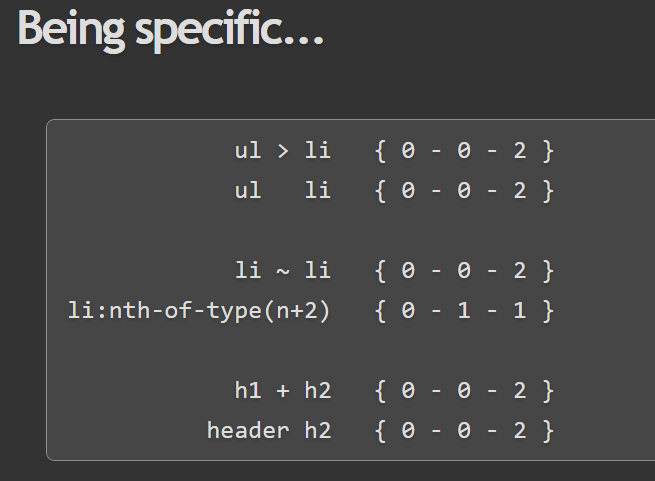 Being specific…
ul > li { 0 - 0 - 2 }
ul li { 0 - 0 - 2 }
li ~ li { 0 - 0 - 2 }
li:nth-of-type(n+2) { 0 - 1 - 1 }
h1 + h2 { 0 - 0 - 2 }
header h2 { 0 - 0 - 2 }